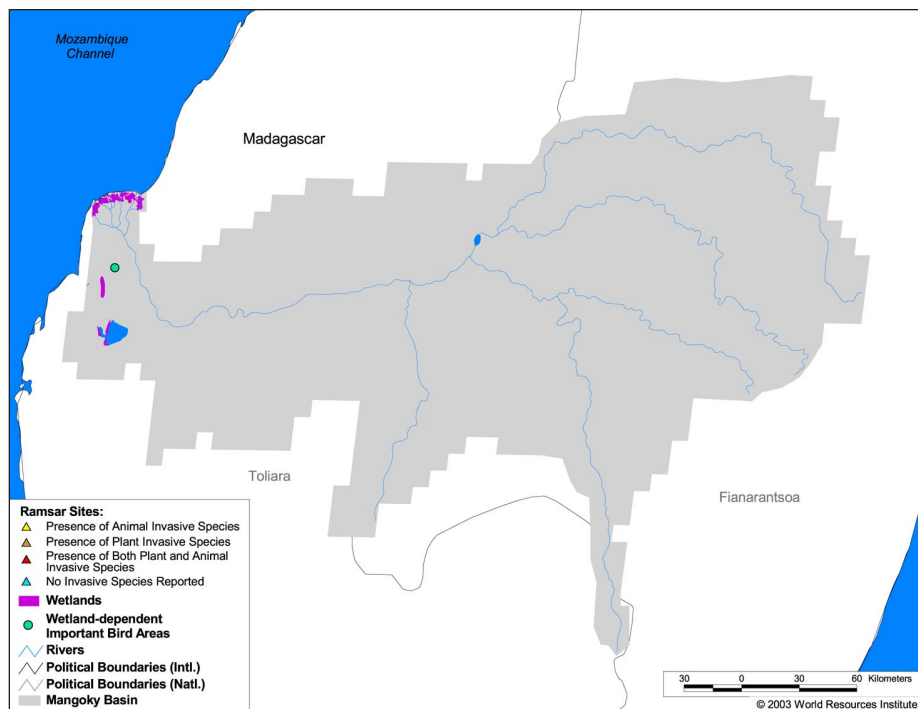 Mozambique
Channel
Madagascar
Toliara
Fianarantsoa
Ramsar Sites:
Presence of Animal Invasive Species
Presence of Plant Invasive Species
Presence of Both Plant and Animal
Invasive Species
No Invasive Species Reported
Wetlands
Wetland-dependent
Important Bird Areas
Rivers
Political Boundaries (Intl.)
Political Boundaries (Natl.)
Mangoky Basin
30 0 30 60 Kilometers
© 2003 World Resources Institute